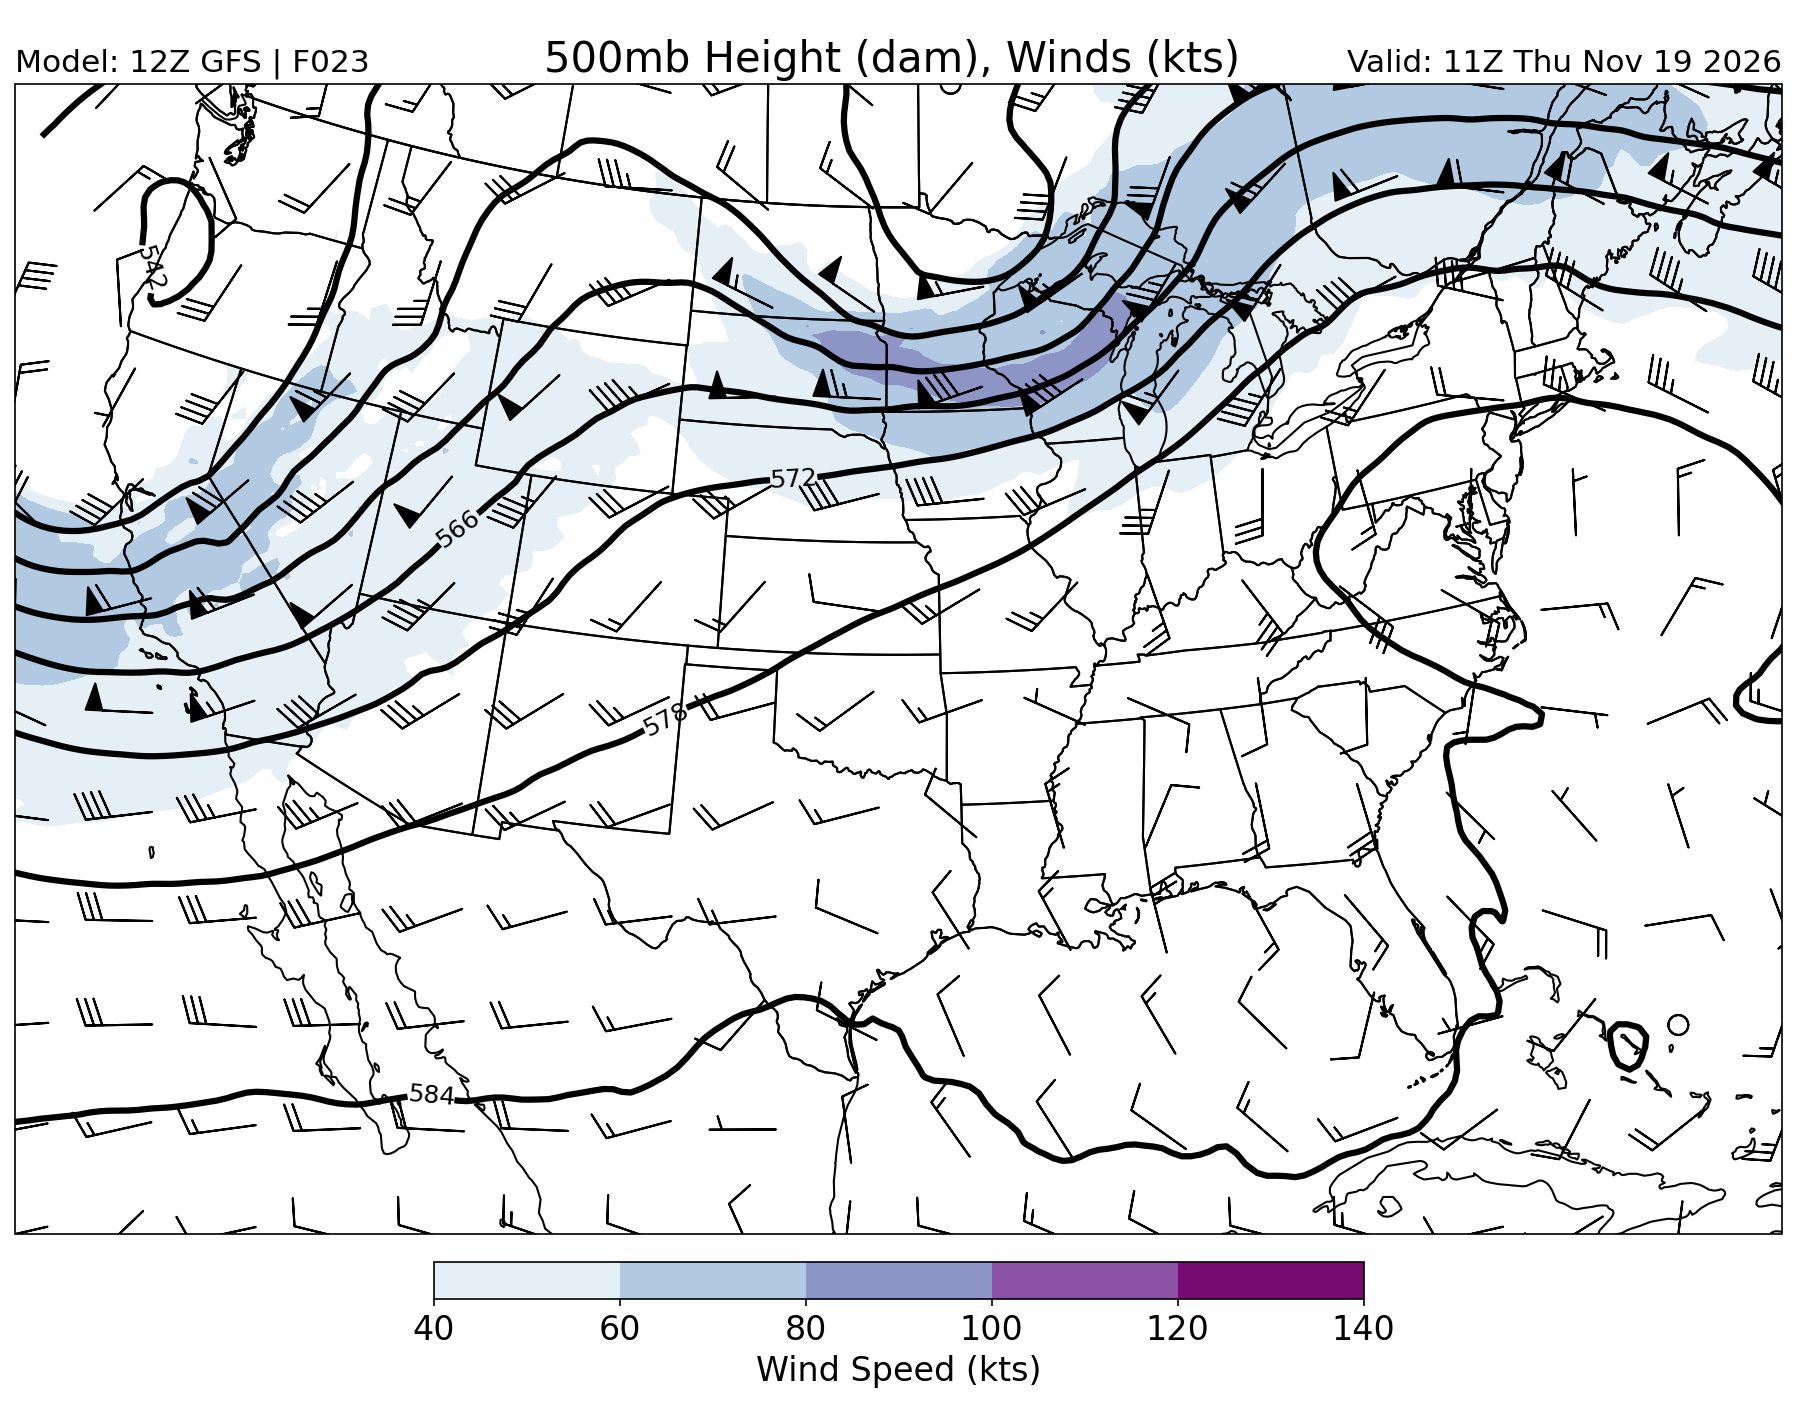 Model: 12Z GFS | F023
500mb Height (dam), Winds (kts)
Valid: 11Z Thu Nov 19 2026
542
572
566
578
584
40 60 80 100 120 140
Wind Speed (kts)